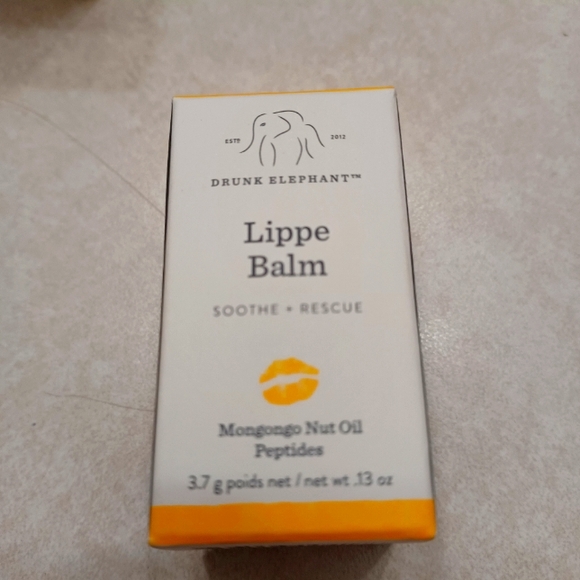 ESTD 2012
DRUNK ELEPHANT™
Lippe
Balm
SOOTHE + RESCUE
Mongongo Nut Oil
Peptides
3.7 g poids net / net wt .13 oz